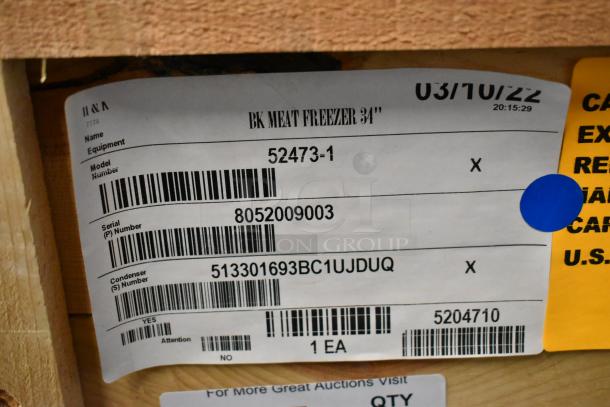 H & K
03/10/22
20:15:29
Name
Equipment
BK MEAT FREEZER 34"
Model
Number
52473-1
X
Serial
(P) Number
8052009003
Condenser
(S) Number
513301693BC1UJDUQ
X
YES
Attention
NO
1 EA
5204710
CA
EX
RE
CAR
U.S.
GROUP
For More Great Auctions Visit
QTY